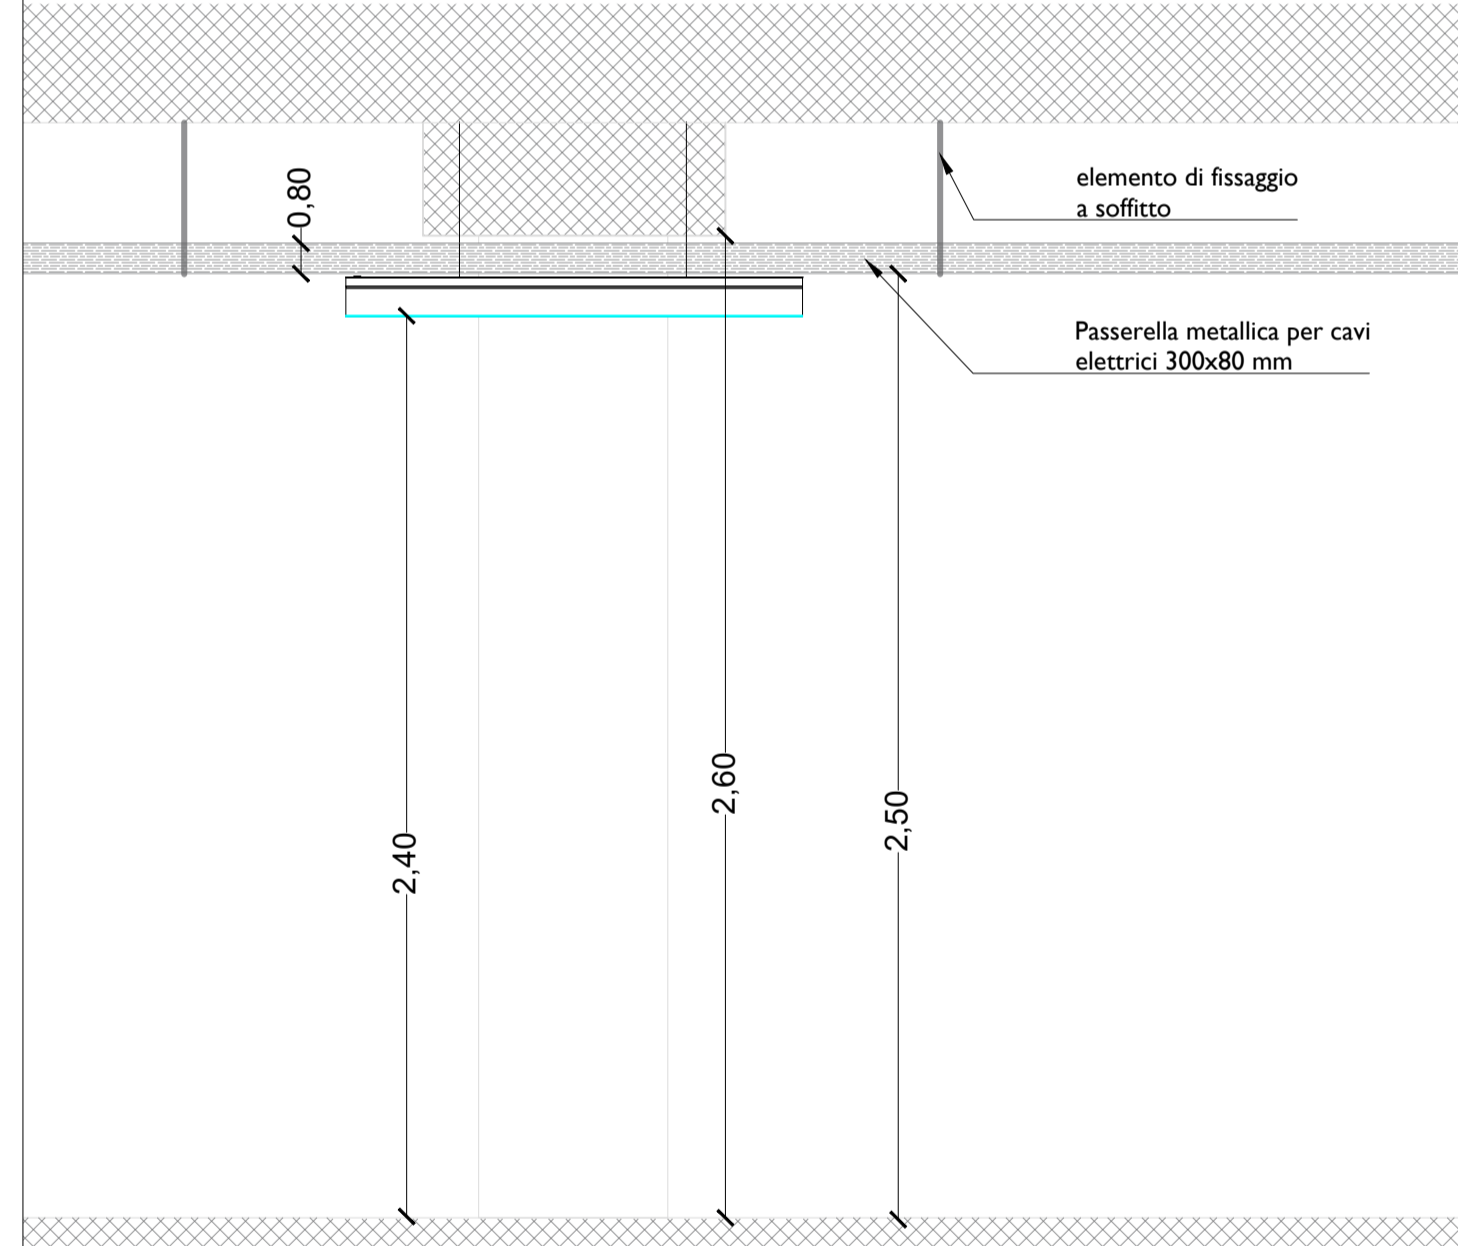 0,80
elemento di fissaggio
a soffitto
Passerella metallica per cavi
elettrici 300x80 mm
2,40
2,60
2,50